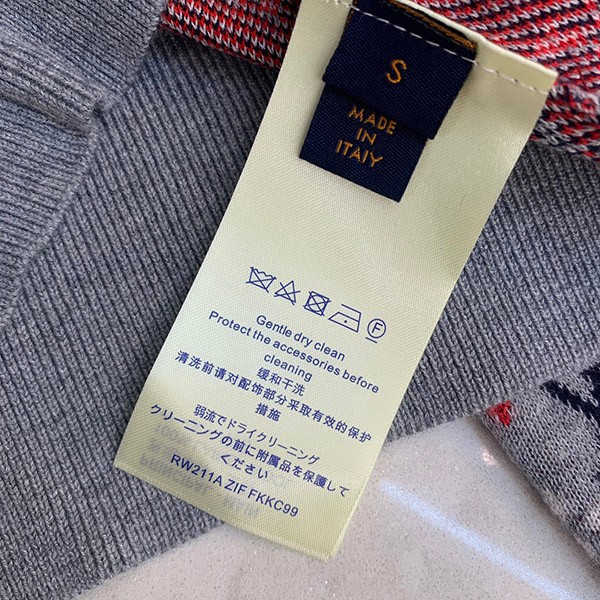 S
MADE
IN
ITALY
F
Gentle dry clean
Protect the accessories before
cleaning
缓和干洗
清洗前请对配饰部分采取有效的保护
措施
弱流でドライクリーニング
クリーニングの前に附属品を保護して
ください
RW211A ZIF FKKC99